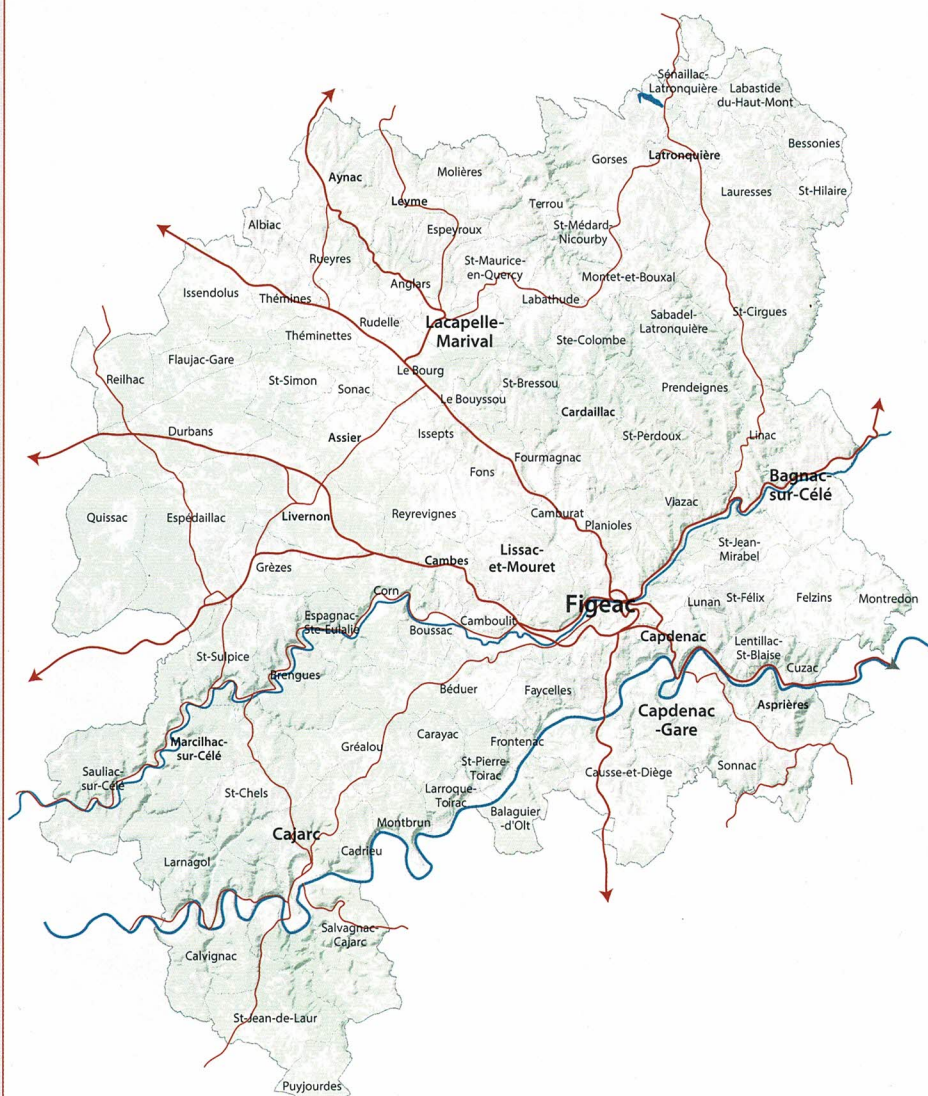 Sénaillac-
Latronquière
Labastide
du-Haut-Mont
Bessonies
Gorses
Latronquière
Molières
Aynac
Leyme
Lauresses
St-Hilaire
Terrou
Albiac
Espeyroux
St-Médard-
Nicourby
Rueyres
St-Maurice-
en-Quercy
Montet-et-Bouxal
Anglars
Issendolus
Thémines
Labathude
St-Cirgues
Sabadel-
Latronquière
Rudelle
Lacapelle-
Marival
Théminettes
Ste-Colombe
Flaujac-Gare
Le Bourg
Reilhac
St-Simon
Sonac
St-Bressou
Prendeignes
Le Bouyssou
Cardaillac
Durbans
Assier
Issepts
St-Perdoux
Linac
Fourmagnac
Fons
Bagnac-
sur-Célé
Viazac
Quissac
Espédaillac
Livernon
Reyrevignes
Camburat
Planioles
St-Jean-
Mirabel
Lissac-
et-Mouret
Cambes
Grèzes
Corn
Figeac
Lunan
St-Félix
Felzins
Montredon
Espagnac-
Ste-Eulalie
Boussac
Camboulit
Capdenac
Lentillac-
St-Blaise
St-Sulpice
Cuzac
Brengues
Béduer
Faycelles
Asprières
Capdenac
-Gare
Marcilhac-
sur-Célé
Gréalou
Carayac
Frontenac
St-Pierre-
Toirac
Causse-et-Diège
Sonnac
Sauliac-
sur-Célé
St-Chels
Larroque-
Toirac
Balaguier
-d'Olt
Montbrun
Cajarc
Cadrieu
Larnagol
Salvagnac-
Cajarc
Calvignac
St-Jean-de-Laur
Puyjourdes